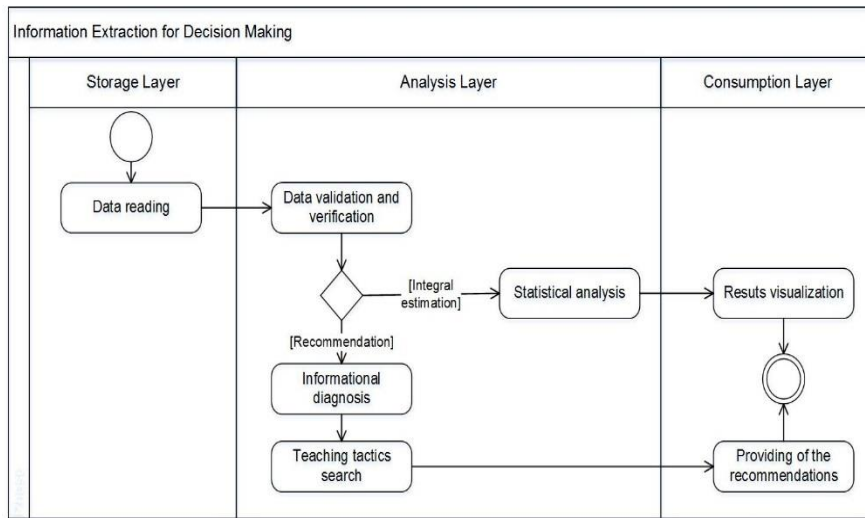 Information Extraction for Decision Making
Storage Layer
Analysis Layer
Consumption Layer
Data reading
Data validation and
verification
[Integral
estimation]
Statistical analysis
Resuts visualization
[Recommendation]
Informational
diagnosis
Teaching tactics
search
Providing of the
recommendations